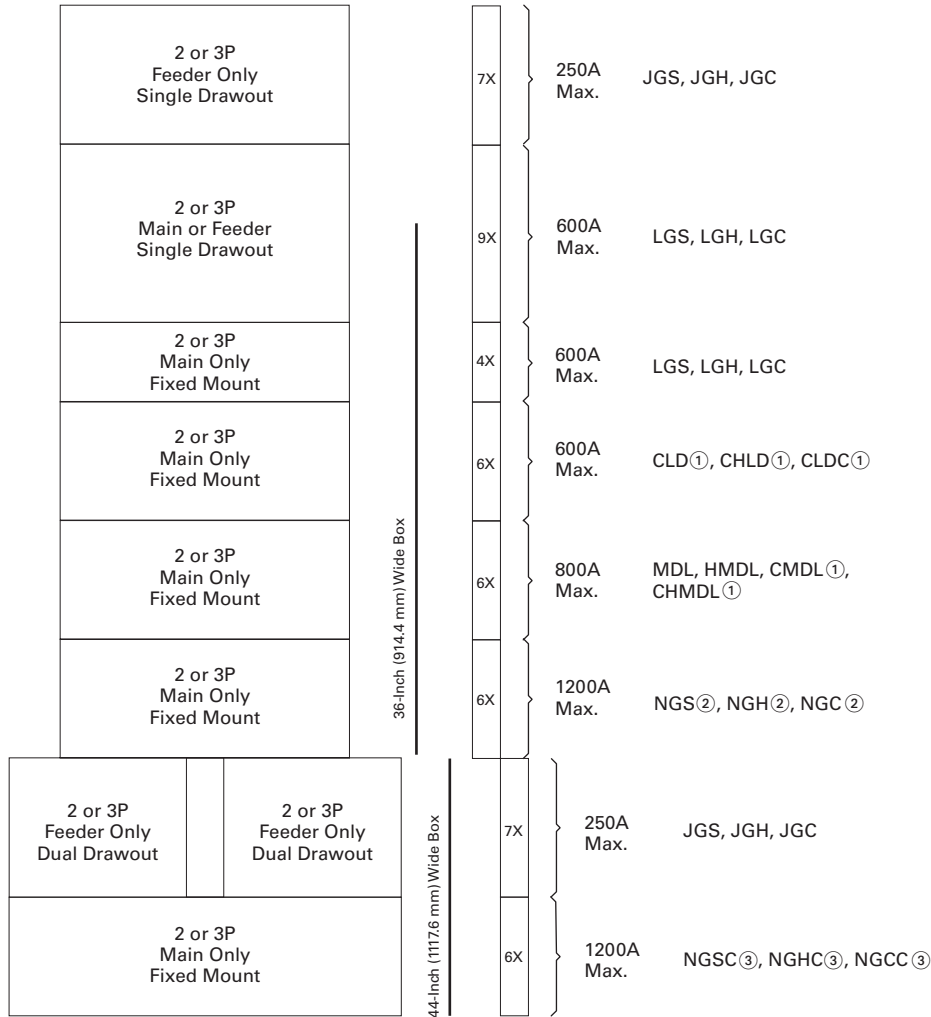 2 or 3P
Feeder Only
Single Drawout
7X
250A
Max.
JGS, JGH, JGC
2 or 3P
Main or Feeder
Single Drawout
9X
600A
Max.
LGS, LGH, LGC
2 or 3P
Main Only
Fixed Mount
4X
600A
Max.
LGS, LGH, LGC
2 or 3P
Main Only
Fixed Mount
6X
600A
Max.
CLD①, CHLD①, CLDC①
2 or 3P
Main Only
Fixed Mount
6X
800A
Max.
MDL, HMDL, CMDL①,
CHMDL①
2 or 3P
Main Only
Fixed Mount
6X
1200A
Max.
NGS②, NGH②, NGC②
36-Inch (914.4 mm) Wide Box
2 or 3P
Feeder Only
Dual Drawout
2 or 3P
Feeder Only
Dual Drawout
7X
250A
Max.
JGS, JGH, JGC
2 or 3P
Main Only
Fixed Mount
6X
1200A
Max.
NGSC③, NGHC③, NGCC③
44-Inch (1117.6 mm) Wide Box